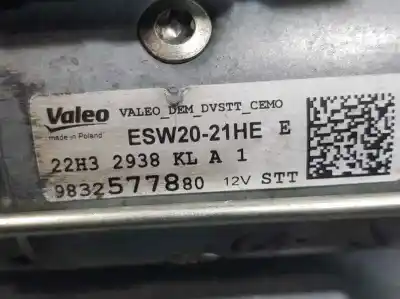 Valeo VALEO_DEM_DVSTT_CEMO
made in Poland ESW20-21HE E
22H3 2938 KL A 1
9832577880 12V STT